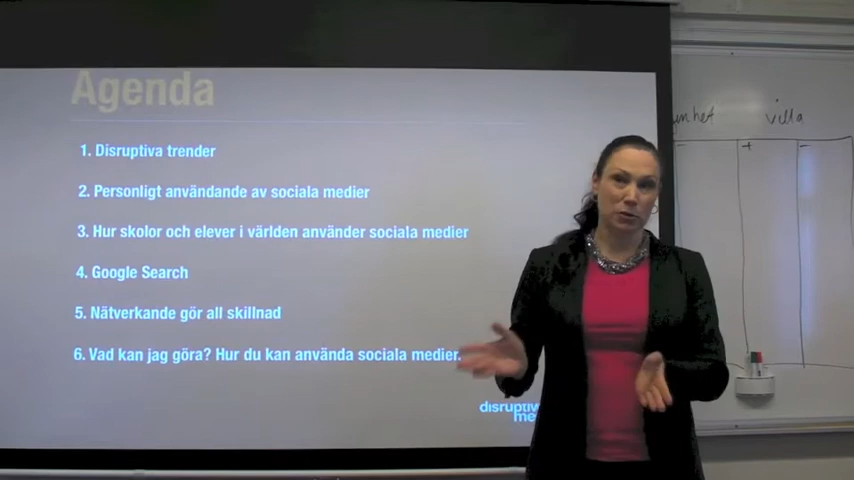 Agenda
1. Disruptiva trender
2. Personligt användande av sociala medier
3. Hur skolor och elever i världen använder sociala medier
4. Google Search
5. Nätverkande gör all skillnad
6. Vad kan jag göra? Hur du kan använda sociala medier.
villa
+ −